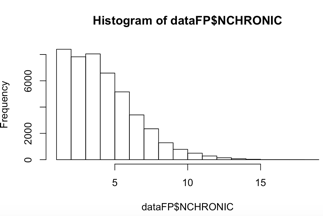 Histogram of dataFP$NCHRONIC
Frequency
6000
2000
0
5
10
15
dataFP$NCHRONIC